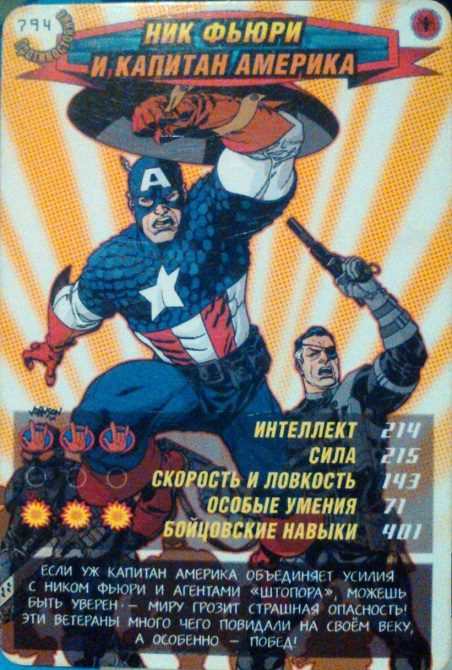 794
ПРОТИВОСТОЯНИЕ
НИК ФЬЮРИ
И КАПИТАН АМЕРИКА
A
JOHNSON
ИНТЕЛЛЕКТ 214
СИЛА 215
СКОРОСТЬ И ЛОВКОСТЬ 143
ОСОБЫЕ УМЕНИЯ 71
БОЙЦОВСКИЕ НАВЫКИ 401
ЕСЛИ УЖ КАПИТАН АМЕРИКА ОБЪЕДИНЯЕТ УСИЛИЯ
С НИКОМ ФЬЮРИ И АГЕНТАМИ «ШТОПОРА», МОЖЕШЬ
БЫТЬ УВЕРЕН – МИРУ ГРОЗИТ СТРАШНАЯ ОПАСНОСТЬ!
ЭТИ ВЕТЕРАНЫ МНОГО ЧЕГО ПОВИДАЛИ НА СВОЁМ ВЕКУ,
А ОСОБЕННО – ПОБЕД!